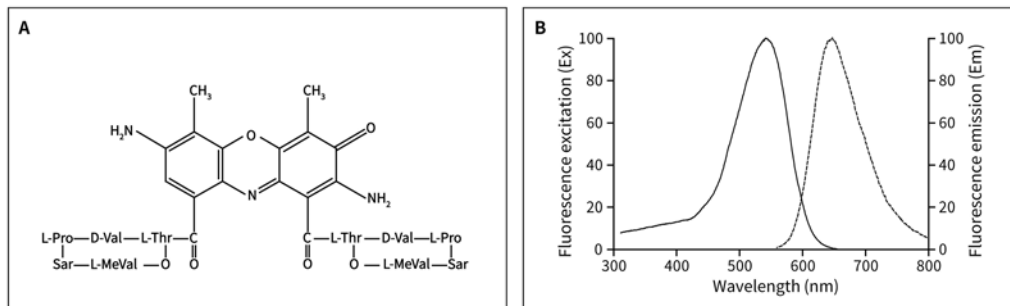 A
CH₃
CH₃
H₂N
O
O
N
NH₂
L-Pro—D-Val—L-Thr—C
C—L-Thr—D-Val—L-Pro
Sar—L-MeVal—O
O
O
O—L-MeVal—Sar
B
Fluorescence excitation (Ex)
100
80
60
40
20
0
300 400 500 600 700 800
Wavelength (nm)
100
80
60
40
20
0
Fluorescence emission (Em)